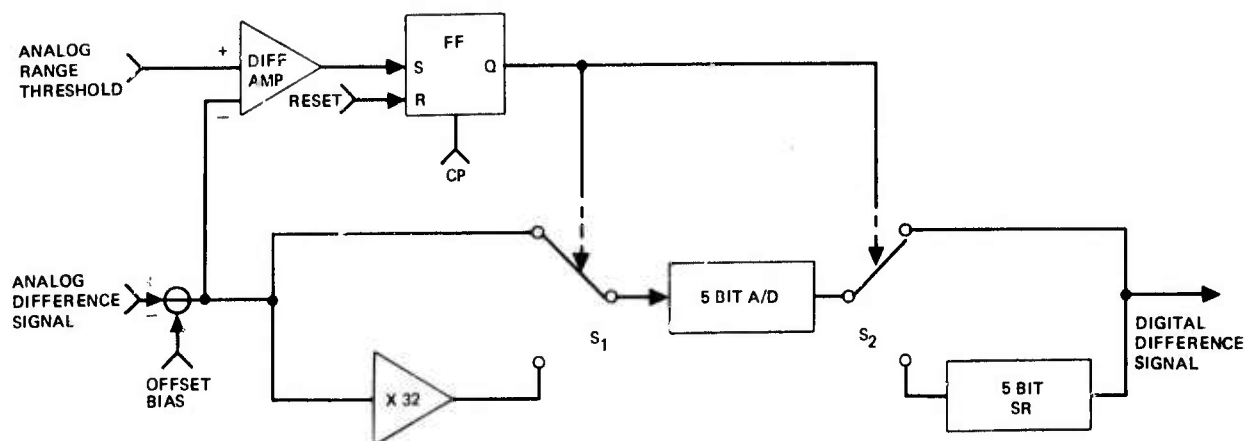 ANALOG
RANGE
THRESHOLD
+
−
DIFF
AMP
RESET
FF
S
Q
R
CP
ANALOG
DIFFERENCE
SIGNAL
−
OFFSET
BIAS
X 32
S1
5 BIT A/D
S2
5 BIT
SR
DIGITAL
DIFFERENCE
SIGNAL